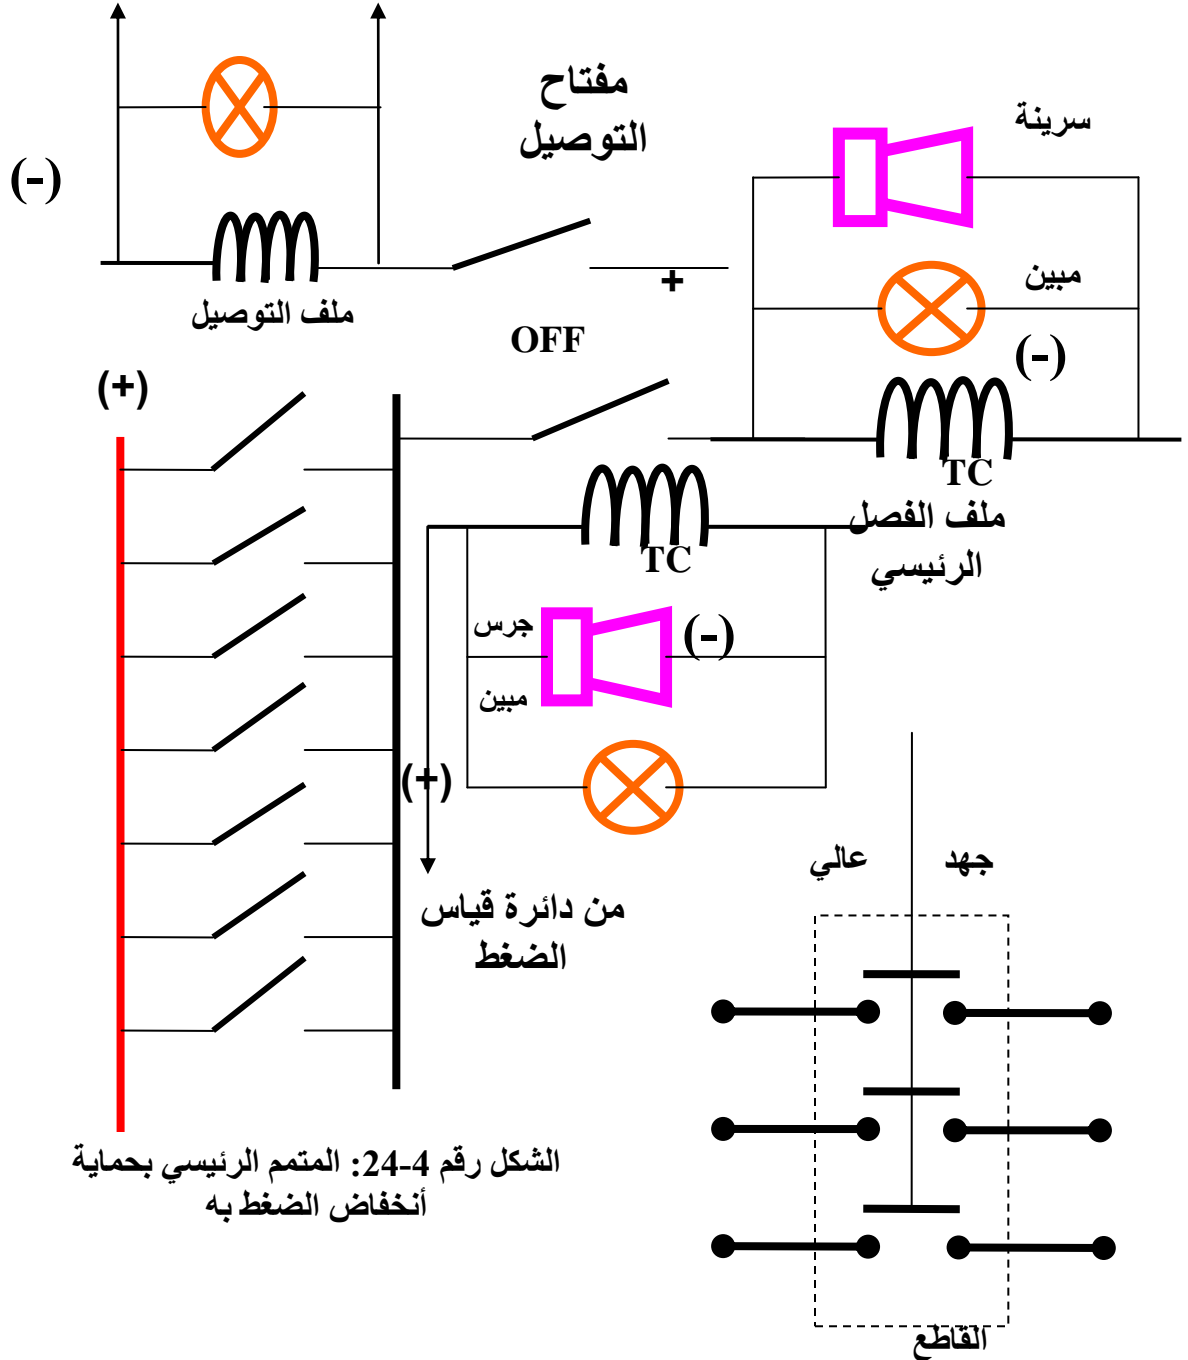 مفتاح
التوصيل
سرينة
(-)
مبين
+
ملف التوصيل
OFF
(-)
(+)
TC
ملف الفصل
الرئيسي
TC
جرس
(-)
مبين
(+)
عالي
جهد
من دائرة قياس
الضغط
الشكل رقم 4-24: المتمم الرئيسي بحماية
أنخفاض الضغط به
القاطع